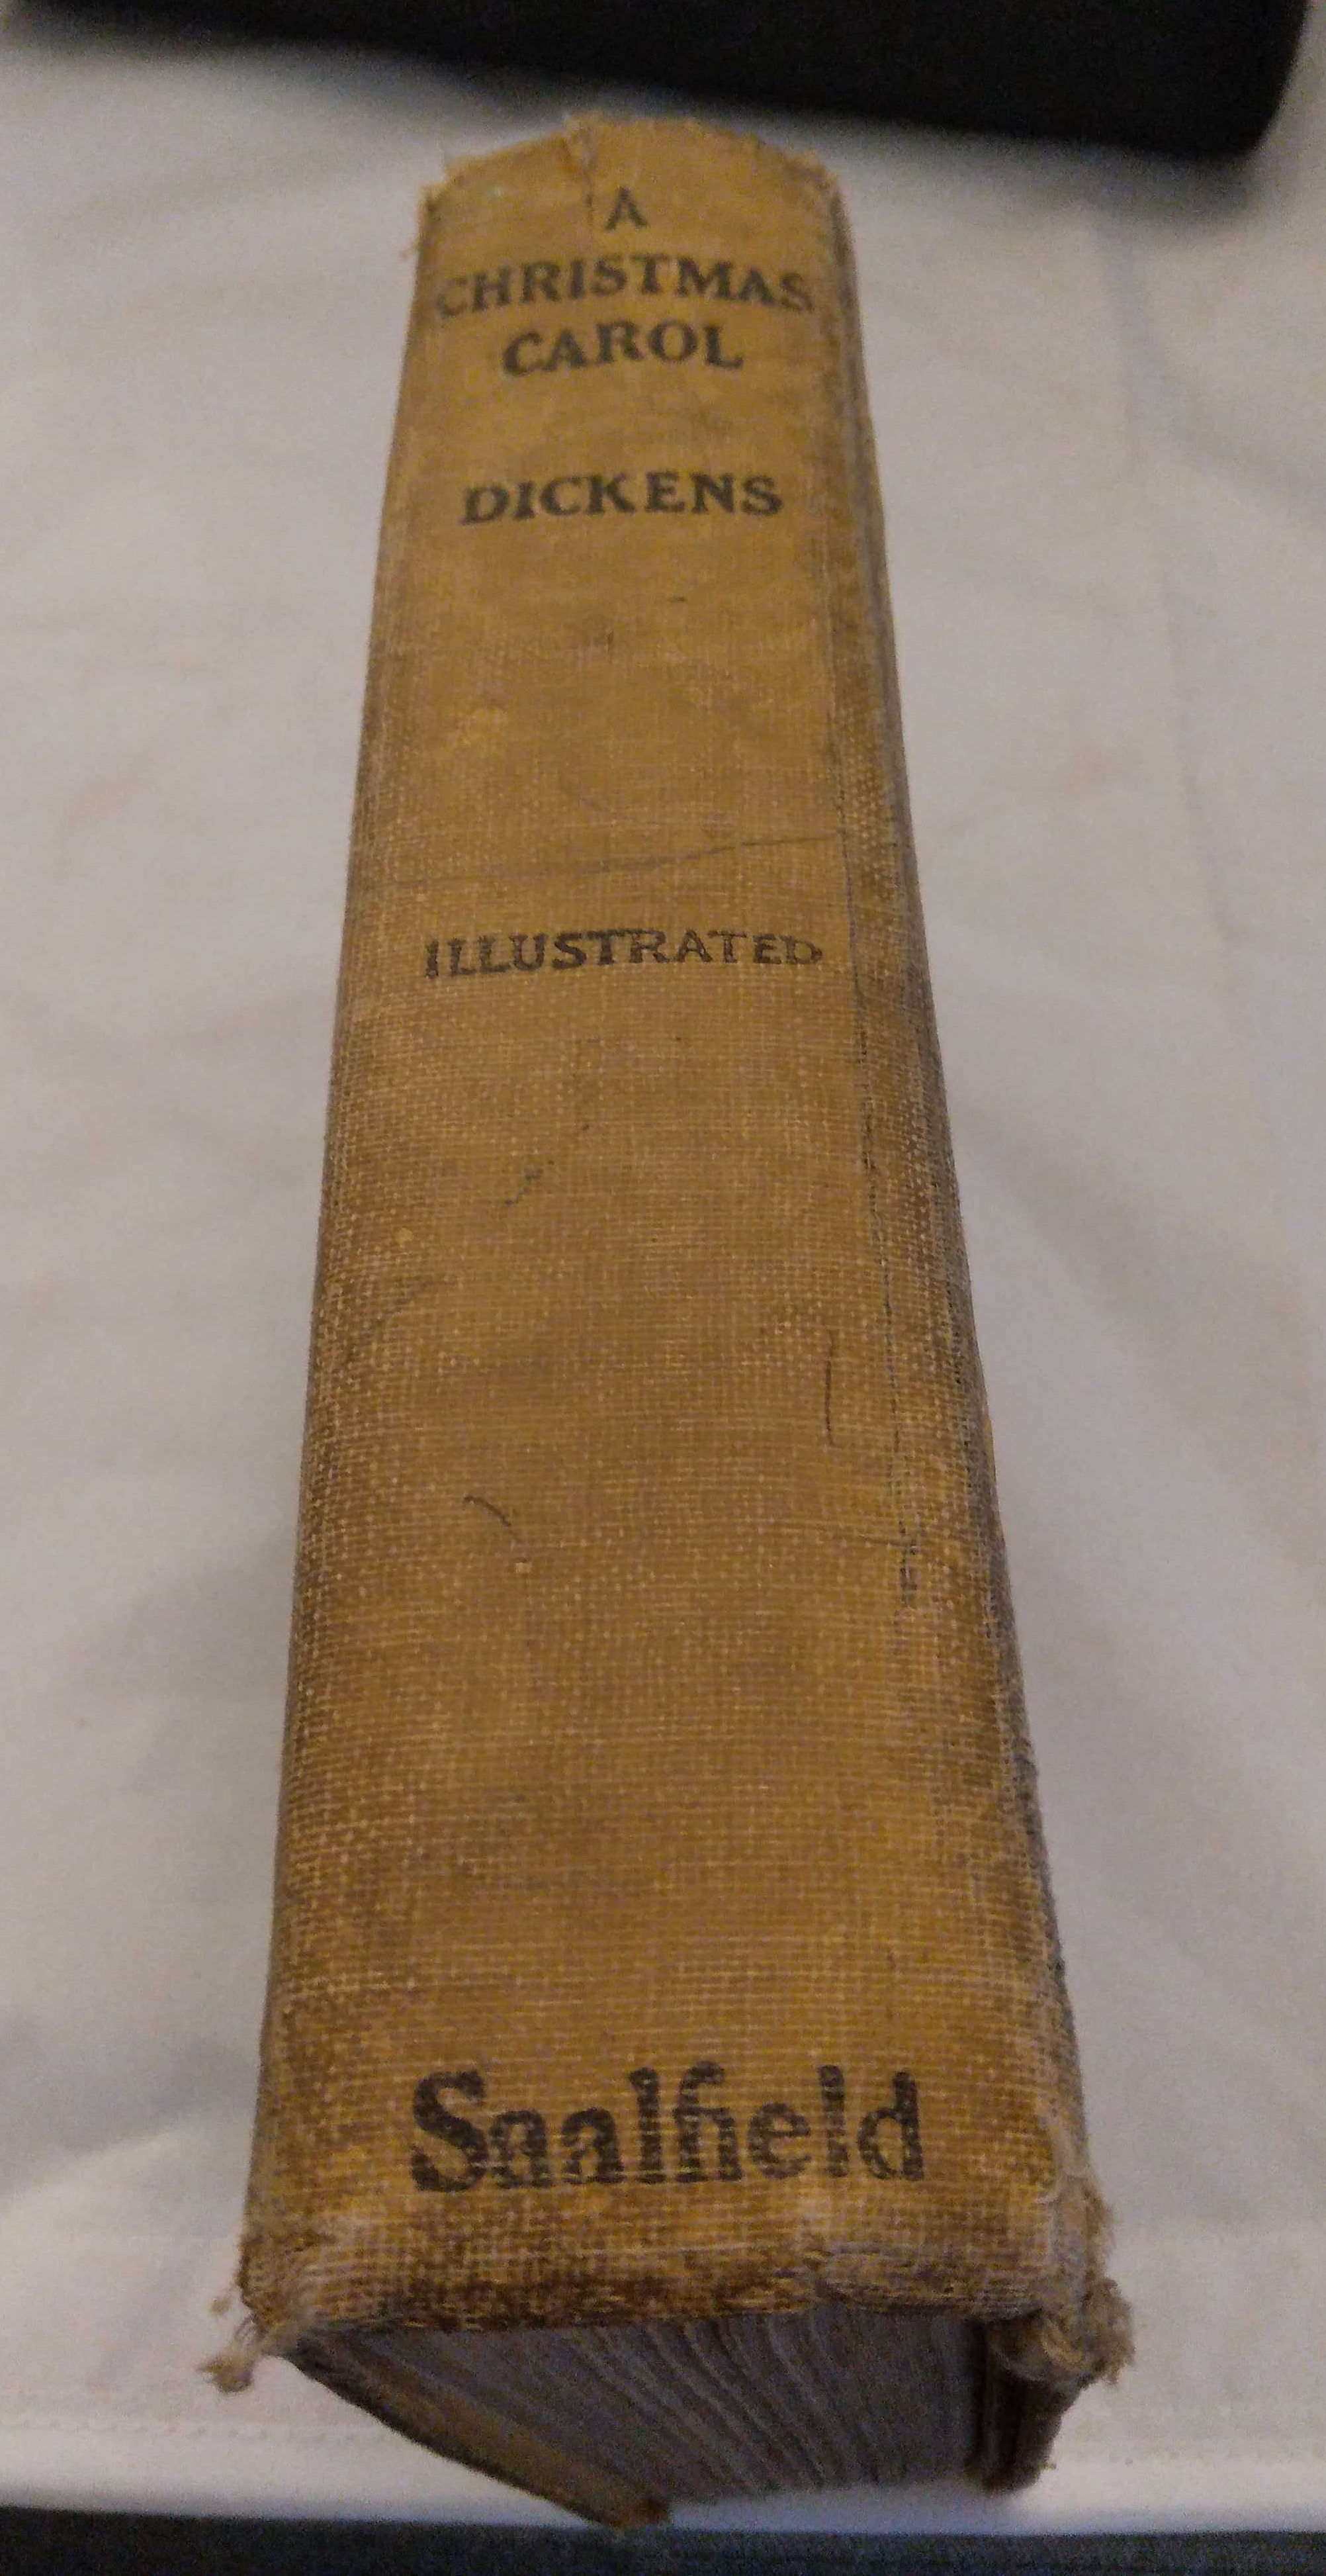 A
CHRISTMAS
CAROL
DICKENS
ILLUSTRATED
Saalfield